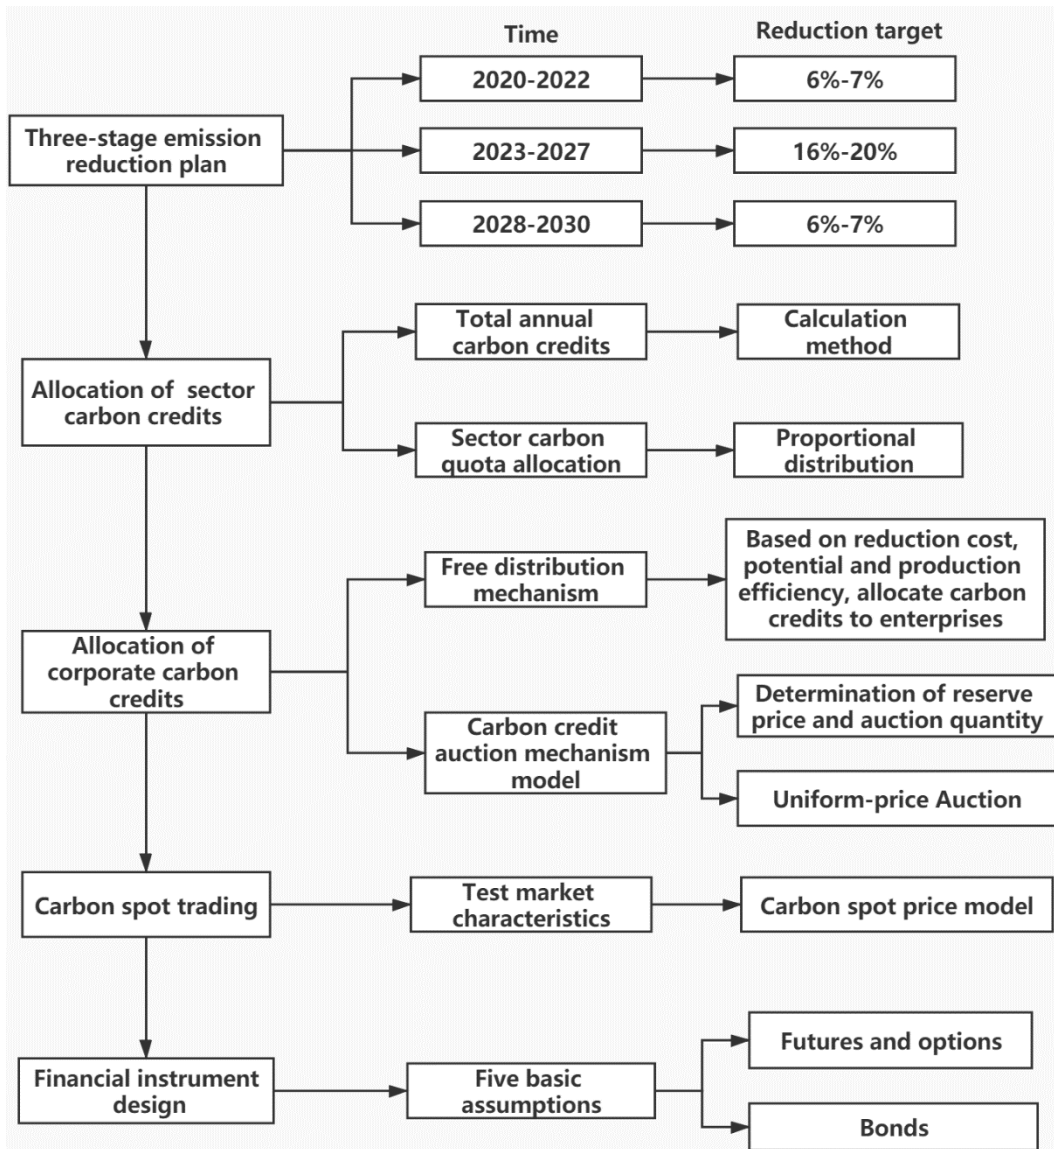 Time
Reduction target
2020-2022
6%-7%
Three-stage emission
reduction plan
2023-2027
16%-20%
2028-2030
6%-7%
Total annual
carbon credits
Calculation
method
Allocation of sector
carbon credits
Sector carbon
quota allocation
Proportional
distribution
Free distribution
mechanism
Based on reduction cost,
potential and production
efficiency, allocate carbon
credits to enterprises
Allocation of
corporate carbon
credits
Carbon credit
auction mechanism
model
Determination of reserve
price and auction quantity
Uniform-price Auction
Carbon spot trading
Test market
characteristics
Carbon spot price model
Financial instrument
design
Five basic
assumptions
Futures and options
Bonds